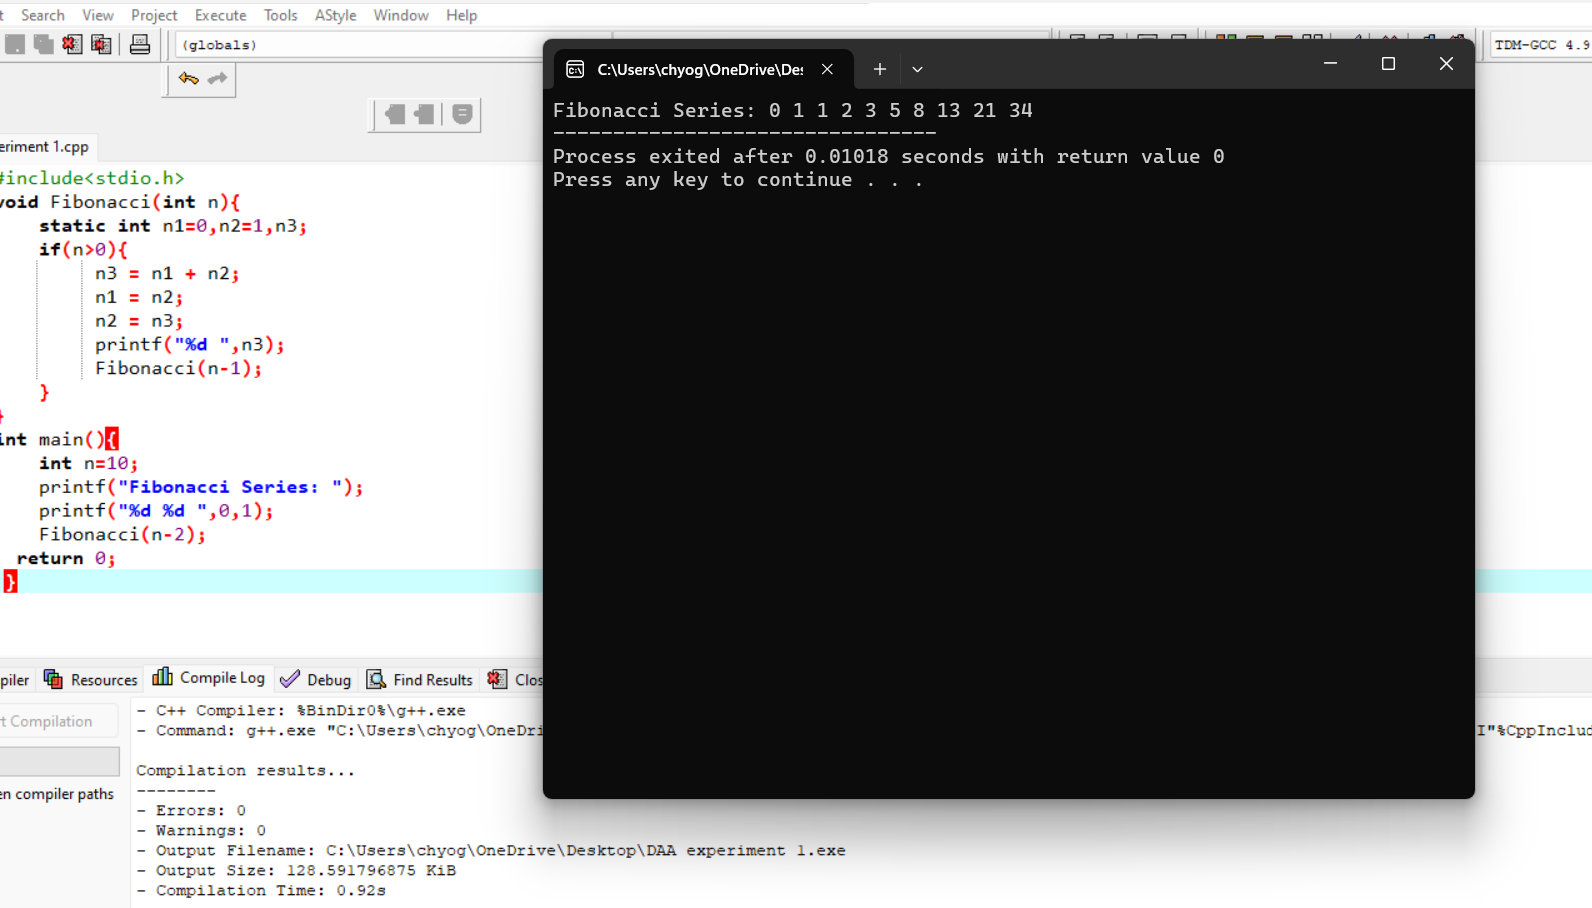 t Search View Project Execute Tools AStyle Window Help
(globals)
TDM-GCC 4.9
C:\Users\chyog\OneDrive\Des
eriment 1.cpp
#include<stdio.h>
void Fibonacci(int n){
static int n1=0,n2=1,n3;
if(n>0){
n3 = n1 + n2;
n1 = n2;
n2 = n3;
printf("%d ",n3);
Fibonacci(n-1);
}
}
int main(){
int n=10;
printf("Fibonacci Series: ");
printf("%d %d ",0,1);
Fibonacci(n-2);
return 0;
}
Fibonacci Series: 0 1 1 2 3 5 8 13 21 34
--------------------------------
Process exited after 0.01018 seconds with return value 0
Press any key to continue . . .
piler Resources Compile Log Debug Find Results Clos
t Compilation
en compiler paths
- C++ Compiler: %BinDir0%\g++.exe
- Command: g++.exe "C:\Users\chyog\OneDri I"%CppInclud
Compilation results...
--------
- Errors: 0
- Warnings: 0
- Output Filename: C:\Users\chyog\OneDrive\Desktop\DAA experiment 1.exe
- Output Size: 128.591796875 KiB
- Compilation Time: 0.92s